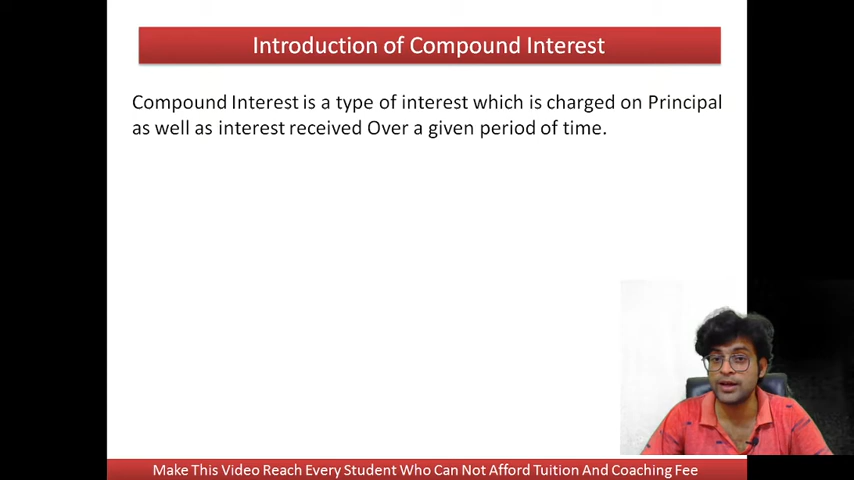 Introduction of Compound Interest
Compound Interest is a type of interest which is charged on Principal
as well as interest received Over a given period of time.
Make This Video Reach Every Student Who Can Not Afford Tuition And Coaching Fee